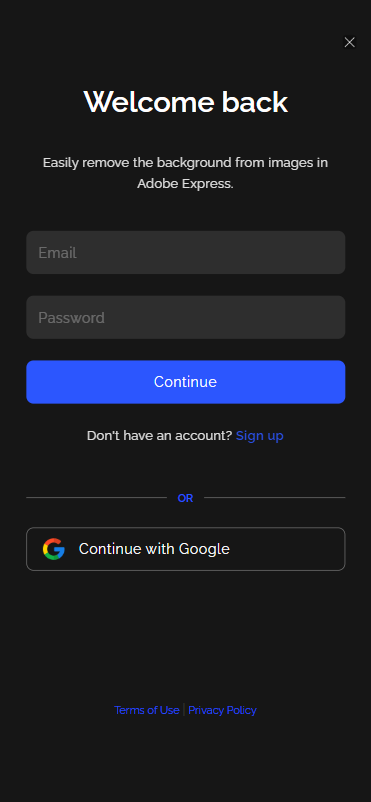 Welcome back
Easily remove the background from images in
Adobe Express.
Email
Password
Continue
Don't have an account? Sign up
OR
Continue with Google
Terms of Use | Privacy Policy